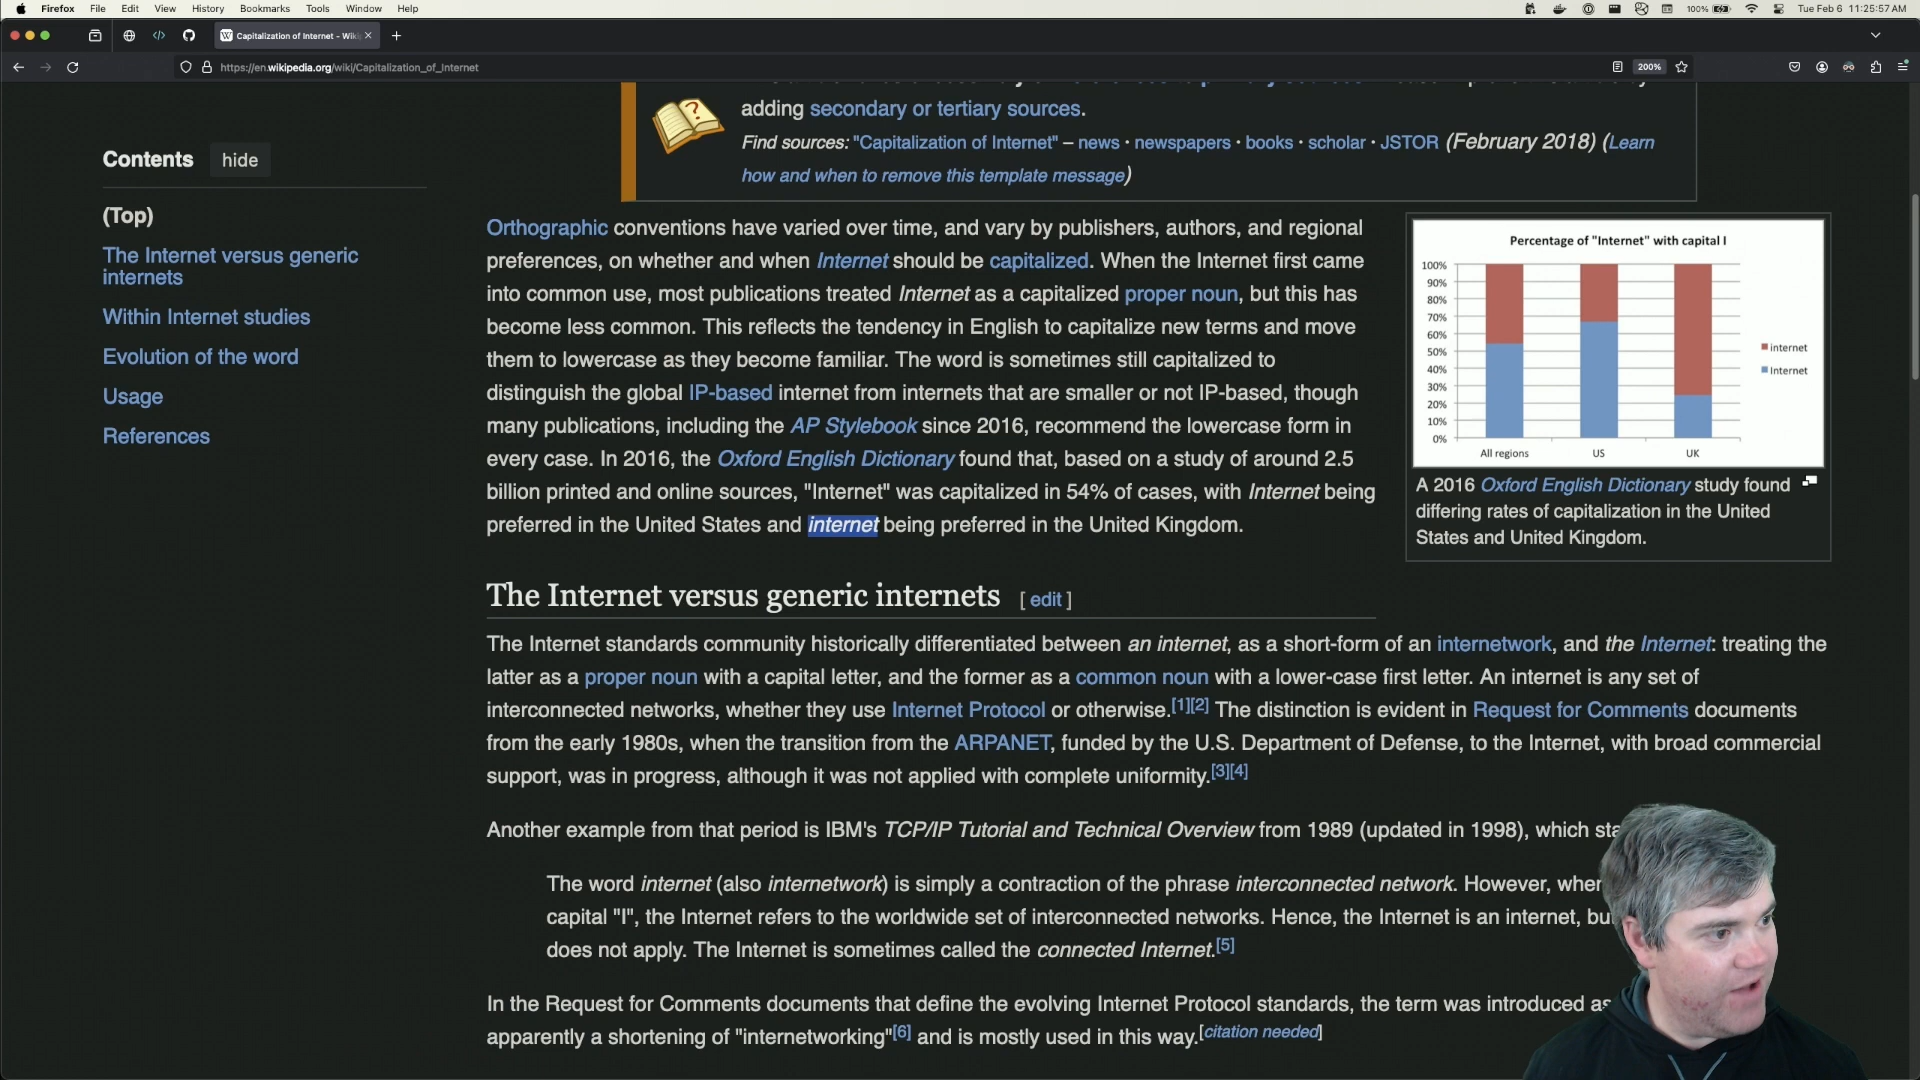 Firefox File Edit View History Bookmarks Tools Window Help 100% Tue Feb 6 11:25:57 AM
Capitalization of Internet - Wiki
https://en.wikipedia.org/wiki/Capitalization_of_Internet 200%
adding secondary or tertiary sources.
Find sources: "Capitalization of Internet" – news · newspapers · books · scholar · JSTOR (February 2018) (Learn
how and when to remove this template message)
Contents hide
(Top)
The Internet versus generic
internets
Within Internet studies
Evolution of the word
Usage
References
Orthographic conventions have varied over time, and vary by publishers, authors, and regional
preferences, on whether and when Internet should be capitalized. When the Internet first came
into common use, most publications treated Internet as a capitalized proper noun, but this has
become less common. This reflects the tendency in English to capitalize new terms and move
them to lowercase as they become familiar. The word is sometimes still capitalized to
distinguish the global IP-based internet from internets that are smaller or not IP-based, though
many publications, including the AP Stylebook since 2016, recommend the lowercase form in
every case. In 2016, the Oxford English Dictionary found that, based on a study of around 2.5
billion printed and online sources, "Internet" was capitalized in 54% of cases, with Internet being
preferred in the United States and internet being preferred in the United Kingdom.
Percentage of "Internet" with capital I
100%
90%
80%
70%
60%
50%
40%
30%
20%
10%
0%
All regions US UK
internet
Internet
A 2016 Oxford English Dictionary study found
differing rates of capitalization in the United
States and United Kingdom.
The Internet versus generic internets [ edit ]
The Internet standards community historically differentiated between an internet, as a short-form of an internetwork, and the Internet: treating the
latter as a proper noun with a capital letter, and the former as a common noun with a lower-case first letter. An internet is any set of
interconnected networks, whether they use Internet Protocol or otherwise.[1][2] The distinction is evident in Request for Comments documents
from the early 1980s, when the transition from the ARPANET, funded by the U.S. Department of Defense, to the Internet, with broad commercial
support, was in progress, although it was not applied with complete uniformity.[3][4]
Another example from that period is IBM's TCP/IP Tutorial and Technical Overview from 1989 (updated in 1998), which
The word internet (also internetwork) is simply a contraction of the phrase interconnected network. However,
capital "I", the Internet refers to the worldwide set of interconnected networks. Hence, the Internet is an internet,
does not apply. The Internet is sometimes called the connected Internet.[5]
In the Request for Comments documents that define the evolving Internet Protocol standards, the term was introduced as
apparently a shortening of "internetworking"[6] and is mostly used in this way.[citation needed]